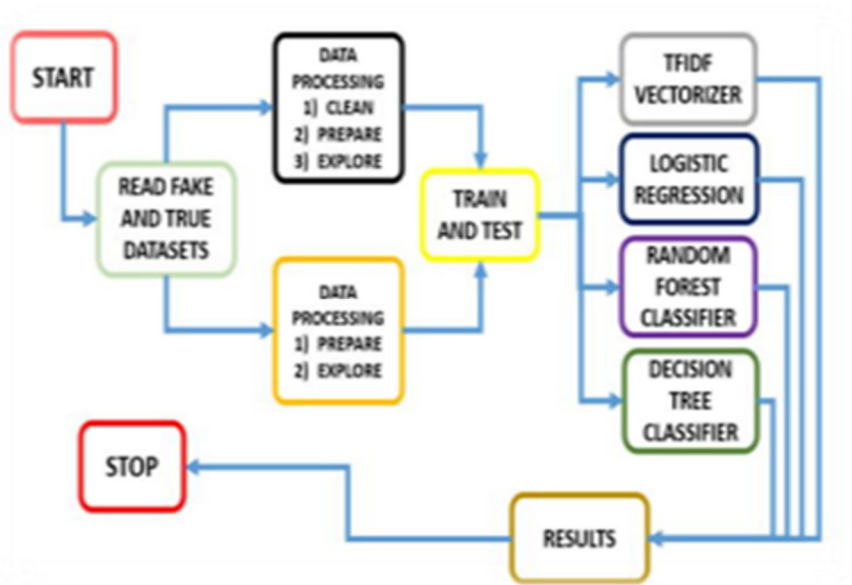 START
READ FAKE
AND TRUE
DATASETS
DATA
PROCESSING
1) CLEAN
2) PREPARE
3) EXPLORE
DATA
PROCESSING
1) PREPARE
2) EXPLORE
TRAIN
AND TEST
TFIDF
VECTORIZER
LOGISTIC
REGRESSION
RANDOM
FOREST
CLASSIFIER
DECISION
TREE
CLASSIFIER
RESULTS
STOP